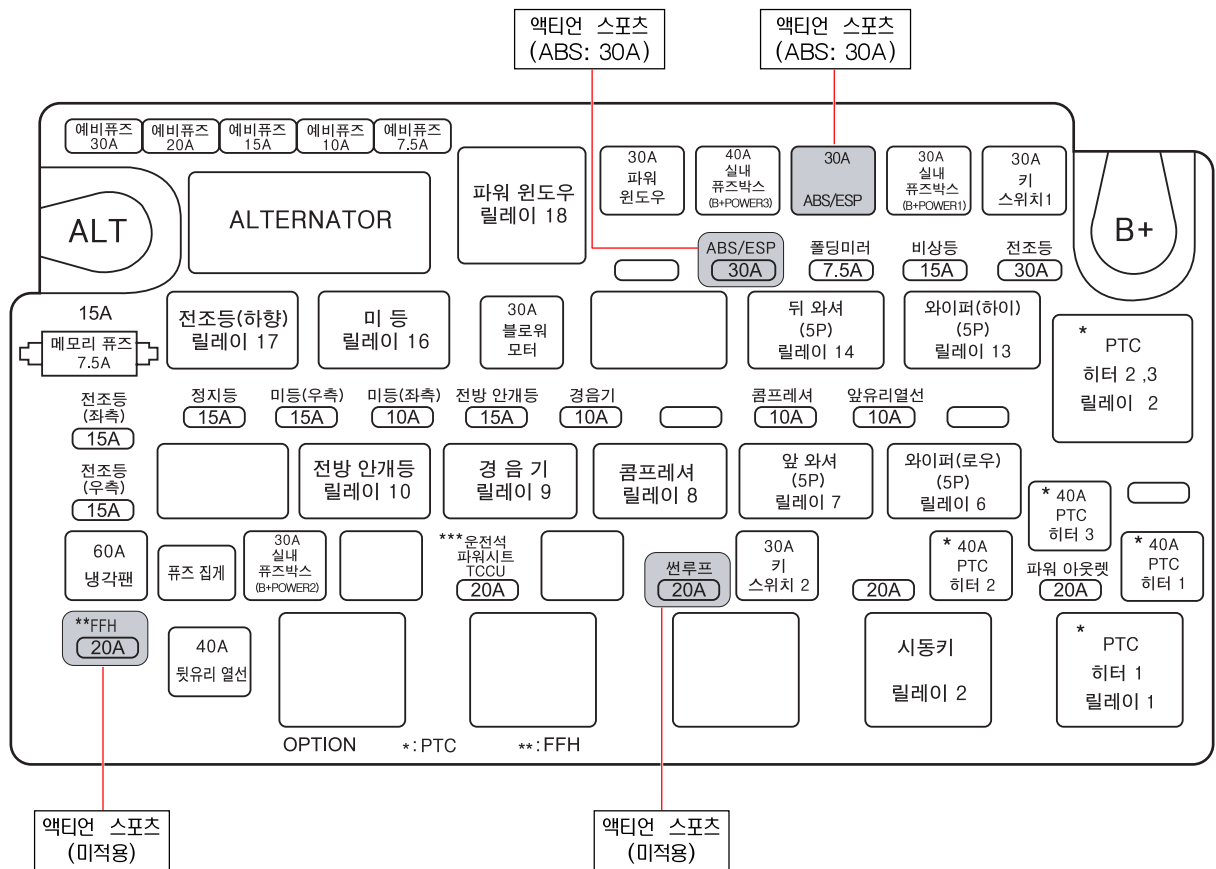 액티언 스포츠
(ABS: 30A)
액티언 스포츠
(ABS: 30A)
예비퓨즈
30A
예비퓨즈
20A
예비퓨즈
15A
예비퓨즈
10A
예비퓨즈
7.5A
ALT
ALTERNATOR
파워 윈도우
릴레이 18
30A
파워
윈도우
40A
실내
퓨즈박스
(B+POWER3)
30A
ABS/ESP
30A
실내
퓨즈박스
(B+POWER1)
30A
키
스위치1
B+
ABS/ESP
30A
폴딩미러
7.5A
비상등
15A
전조등
30A
15A
메모리 퓨즈
7.5A
전조등(하향)
릴레이 17
미 등
릴레이 16
30A
블로워
모터
뒤 와셔
(5P)
릴레이 14
와이퍼(하이)
(5P)
릴레이 13
*
PTC
히터 2 ,3
릴레이 2
전조등
(좌측)
15A
정지등
15A
미등(우측)
15A
미등(좌측)
10A
전방 안개등
15A
경음기
10A
콤프레셔
10A
앞유리열선
10A
전조등
(우측)
15A
전방 안개등
릴레이 10
경 음 기
릴레이 9
콤프레셔
릴레이 8
앞 와셔
(5P)
릴레이 7
와이퍼(로우)
(5P)
릴레이 6
* 40A
PTC
히터 3
60A
냉각팬
퓨즈 집게
30A
실내
퓨즈박스
(B+POWER2)
***운전석
파워시트
TCCU
20A
썬루프
20A
30A
키
스위치 2
20A
* 40A
PTC
히터 2
파워 아웃렛
20A
* 40A
PTC
히터 1
**FFH
20A
40A
뒷유리 열선
시동키
릴레이 2
*
PTC
히터 1
릴레이 1
OPTION *:PTC **:FFH
액티언 스포츠
(미적용)
액티언 스포츠
(미적용)